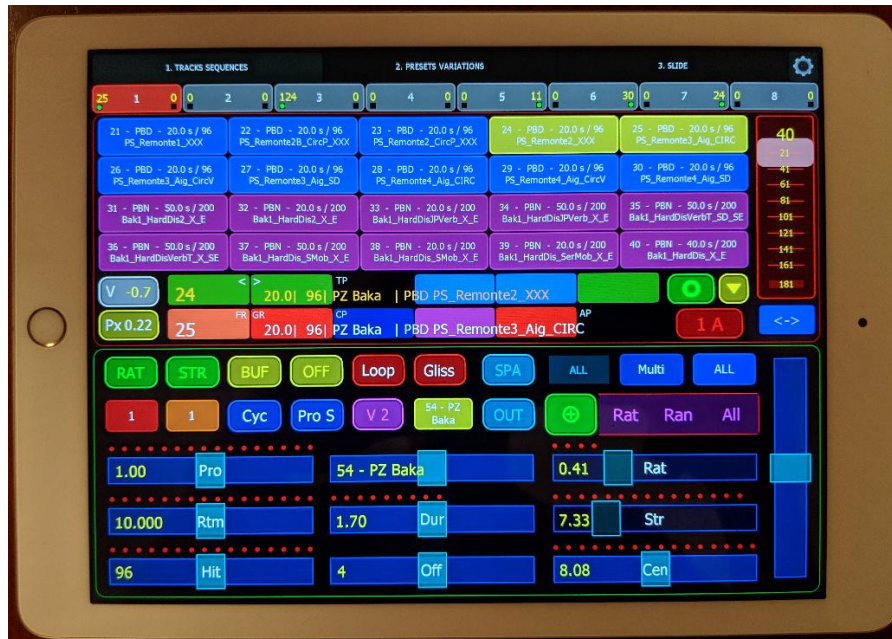 1. TRACKS SEQUENCES 2. PRESETS VARIATIONS 3. SLIDE
25 1 0 0 2 0 124 3 0 0 4 0 0 5 11 0 6 30 0 7 24 0 8 0
21 - PBD - 20.0 s / 96 22 - PBD - 20.0 s / 96 23 - PBD - 20.0 s / 96 24 - PBD - 20.0 s / 96 25 - PBD - 20.0 s / 96 40
PS_Remonte1_XXX PS_Remonte2B_CircP_XXX PS_Remonte2_CircP_XXX PS_Remonte2_XXX PS_Remonte3_Aig_CIRC 21
26 - PBD - 20.0 s / 96 27 - PBD - 20.0 s / 96 28 - PBD - 20.0 s / 96 29 - PBD - 20.0 s / 96 30 - PBD - 20.0 s / 96 41
PS_Remonte3_Aig_CircV PS_Remonte3_Aig_SD PS_Remonte4_Aig_CIRC PS_Remonte4_Aig_CircV PS_Remonte4_Aig_SD 61
31 - PBN - 50.0 s / 200 32 - PBN - 20.0 s / 200 33 - PBN - 20.0 s / 200 34 - PBN - 50.0 s / 200 35 - PBN - 50.0 s / 200 81
Bak1_HardDis2_X_E Bak1_HardDis2_X_E Bak1_HardDisJPVerb_X_E Bak1_HardDisJPVerb_X_E Bak1_HardDisVerbT_SD_SE 101
121
36 - PBN - 50.0 s / 200 37 - PBN - 50.0 s / 200 38 - PBN - 20.0 s / 200 39 - PBN - 20.0 s / 200 40 - PBN - 40.0 s / 200 141
Bak1_HardDisVerbT_X_SE Bak1_HardDis_SMob_X_E Bak1_HardDis_SMob_X_E Bak1_HardDis_SerMob_X_E Bak1_HardDis_X_E 161
181
V -0.7 24 < > 20.0| 96| TP PZ Baka | PBD PS_Remonte2_XXX
Px 0.22 25 FR GR 20.0| 96| CP PZ Baka | PBD PS_Remonte3_Aig_CIRC AP 1 A <->
RAT STR BUF OFF Loop Gliss SPA ALL Multi ALL
1 1 Cyc Pro S V 2 54 - PZ Baka OUT Rat Ran All
1.00 Pro 54 - PZ Baka 0.41 Rat
10.000 Rtm 1.70 Dur 7.33 Str
96 Hit 4 Off 8.08 Cen